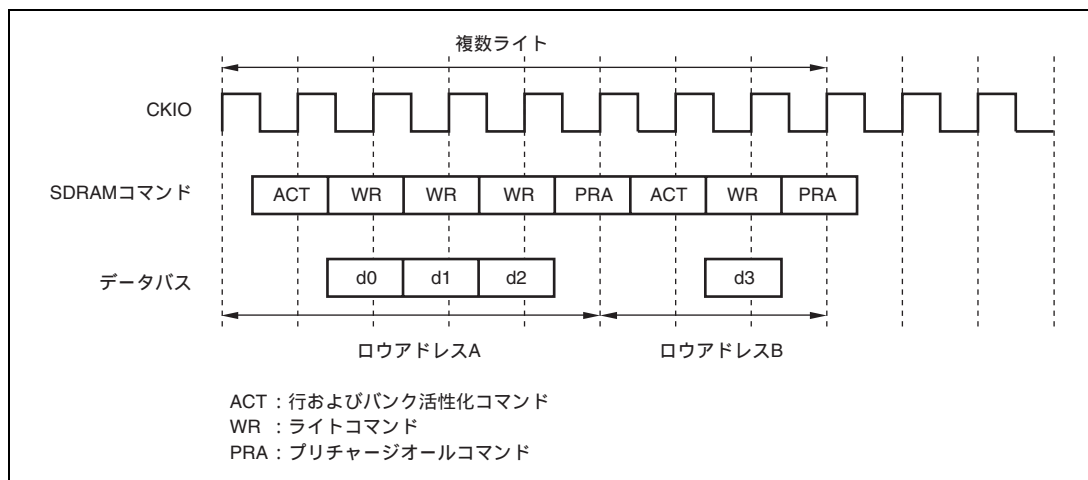 複数ライト
CKIO
SDRAMコマンド
ACT WR WR WR PRA ACT WR PRA
データバス
d0 d1 d2 d3
ロウアドレスA ロウアドレスB
ACT：行およびバンク活性化コマンド
WR：ライトコマンド
PRA：プリチャージオールコマンド